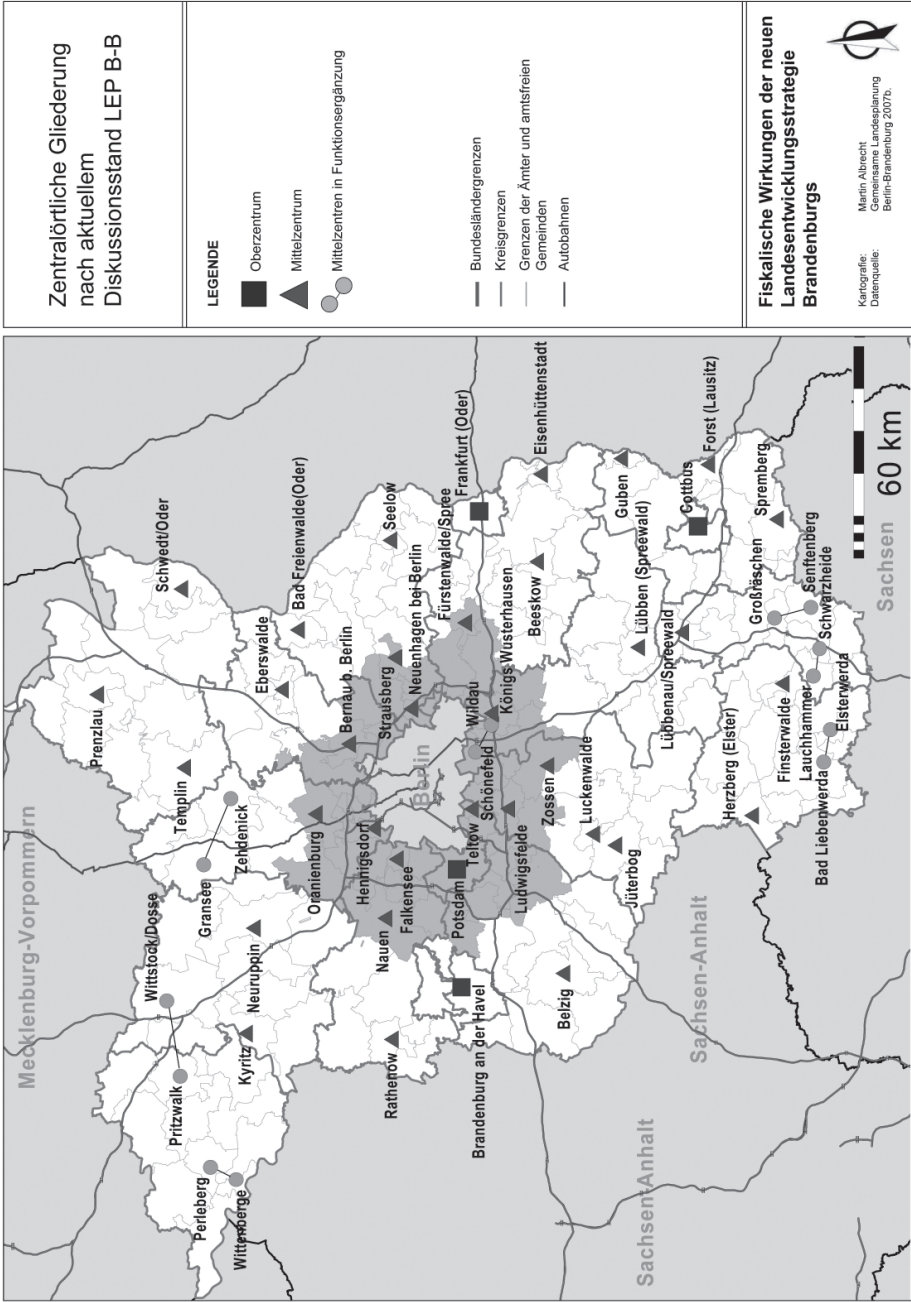 Zentralörtliche Gliederung
nach aktuellem
Diskussionsstand LEP B-B
LEGENDE
Oberzentrum
Mittelzentrum
Mittelzentren in Funktionsergänzung
Bundesländergrenzen
Kreisgrenzen
Grenzen der Ämter und amtsfreien
Gemeinden
Autobahnen
Fiskalische Wirkungen der neuen
Landesentwicklungsstrategie
Brandenburgs
Kartografie: Martin Albrecht
Datenquelle: Gemeinsame Landesplanung
Berlin-Brandenburg 2007b.
Mecklenburg-Vorpommern
Prenzlau
Schwedt/Oder
Templin
Wittstock/Dosse
Pritzwalk
Gransee
Zehdenick
Perleberg
Wittenberge
Neuruppin
Kyritz
Eberswalde
Bad Freienwalde(Oder)
Oranienburg
Bernau b. Berlin
Hennigsdorf
Strausberg
Seelow
Nauen
Falkensee
Neuenhagen bei Berlin
Rathenow
Berlin
Fürstenwalde/Spree
Frankfurt (Oder)
Brandenburg an der Havel
Potsdam
Teltow
Schönefeld
Wildau
Königs Wusterhausen
Ludwigsfelde
Zossen
Beeskow
Eisenhüttenstadt
Belzig
Luckenwalde
Jüterbog
Guben
Lübben (Spreewald)
Lübbenau/Spreewald
Cottbus
Forst (Lausitz)
Herzberg (Elster)
Finsterwalde
Großräschen
Spremberg
Senftenberg
Lauchhammer
Schwarzheide
Bad Liebenwerda
Elsterwerda
Sachsen-Anhalt
Sachsen-Anhalt
Sachsen
60 km